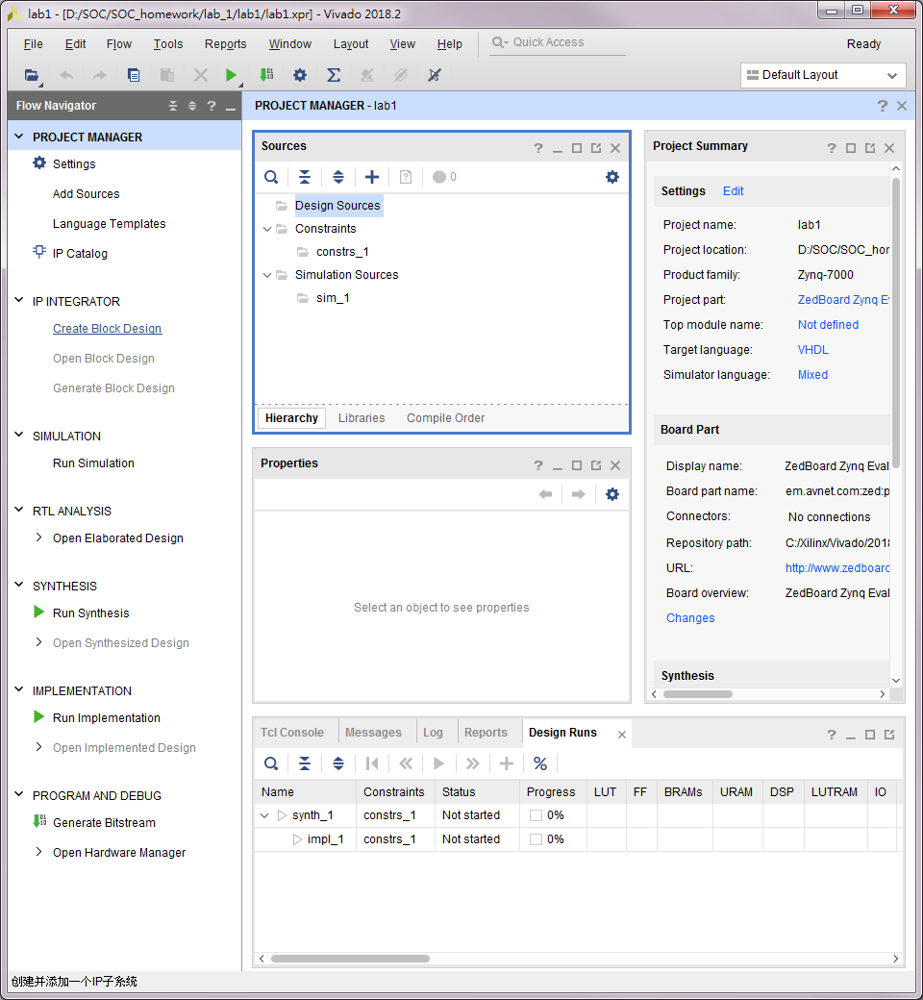 lab1 - [D:/SOC/SOC_homework/lab_1/lab1/lab1.xpr] - Vivado 2018.2
File Edit Flow Tools Reports Window Layout View Help Quick Access Ready
Default Layout
Flow Navigator
PROJECT MANAGER
Settings
Add Sources
Language Templates
IP Catalog
IP INTEGRATOR
Create Block Design
Open Block Design
Generate Block Design
SIMULATION
Run Simulation
RTL ANALYSIS
Open Elaborated Design
SYNTHESIS
Run Synthesis
Open Synthesized Design
IMPLEMENTATION
Run Implementation
Open Implemented Design
PROGRAM AND DEBUG
Generate Bitstream
Open Hardware Manager
PROJECT MANAGER - lab1
Sources
0
Design Sources
Constraints
constrs_1
Simulation Sources
sim_1
Hierarchy Libraries Compile Order
Properties
Select an object to see properties
Project Summary
Settings Edit
Project name: lab1
Project location: D:/SOC/SOC_hor
Product family: Zynq-7000
Project part: ZedBoard Zynq E
Top module name: Not defined
Target language: VHDL
Simulator language: Mixed
Board Part
Display name: ZedBoard Zynq Eval
Board part name: em.avnet.com:zed:p
Connectors: No connections
Repository path: C:/Xilinx/Vivado/2018
URL: http://www.zedboard
Board overview: ZedBoard Zynq Eval
Changes
Synthesis
Tcl Console Messages Log Reports Design Runs
Name Constraints Status Progress LUT FF BRAMs URAM DSP LUTRAM IO
synth_1 constrs_1 Not started 0%
impl_1 constrs_1 Not started 0%
创建并添加一个IP子系统